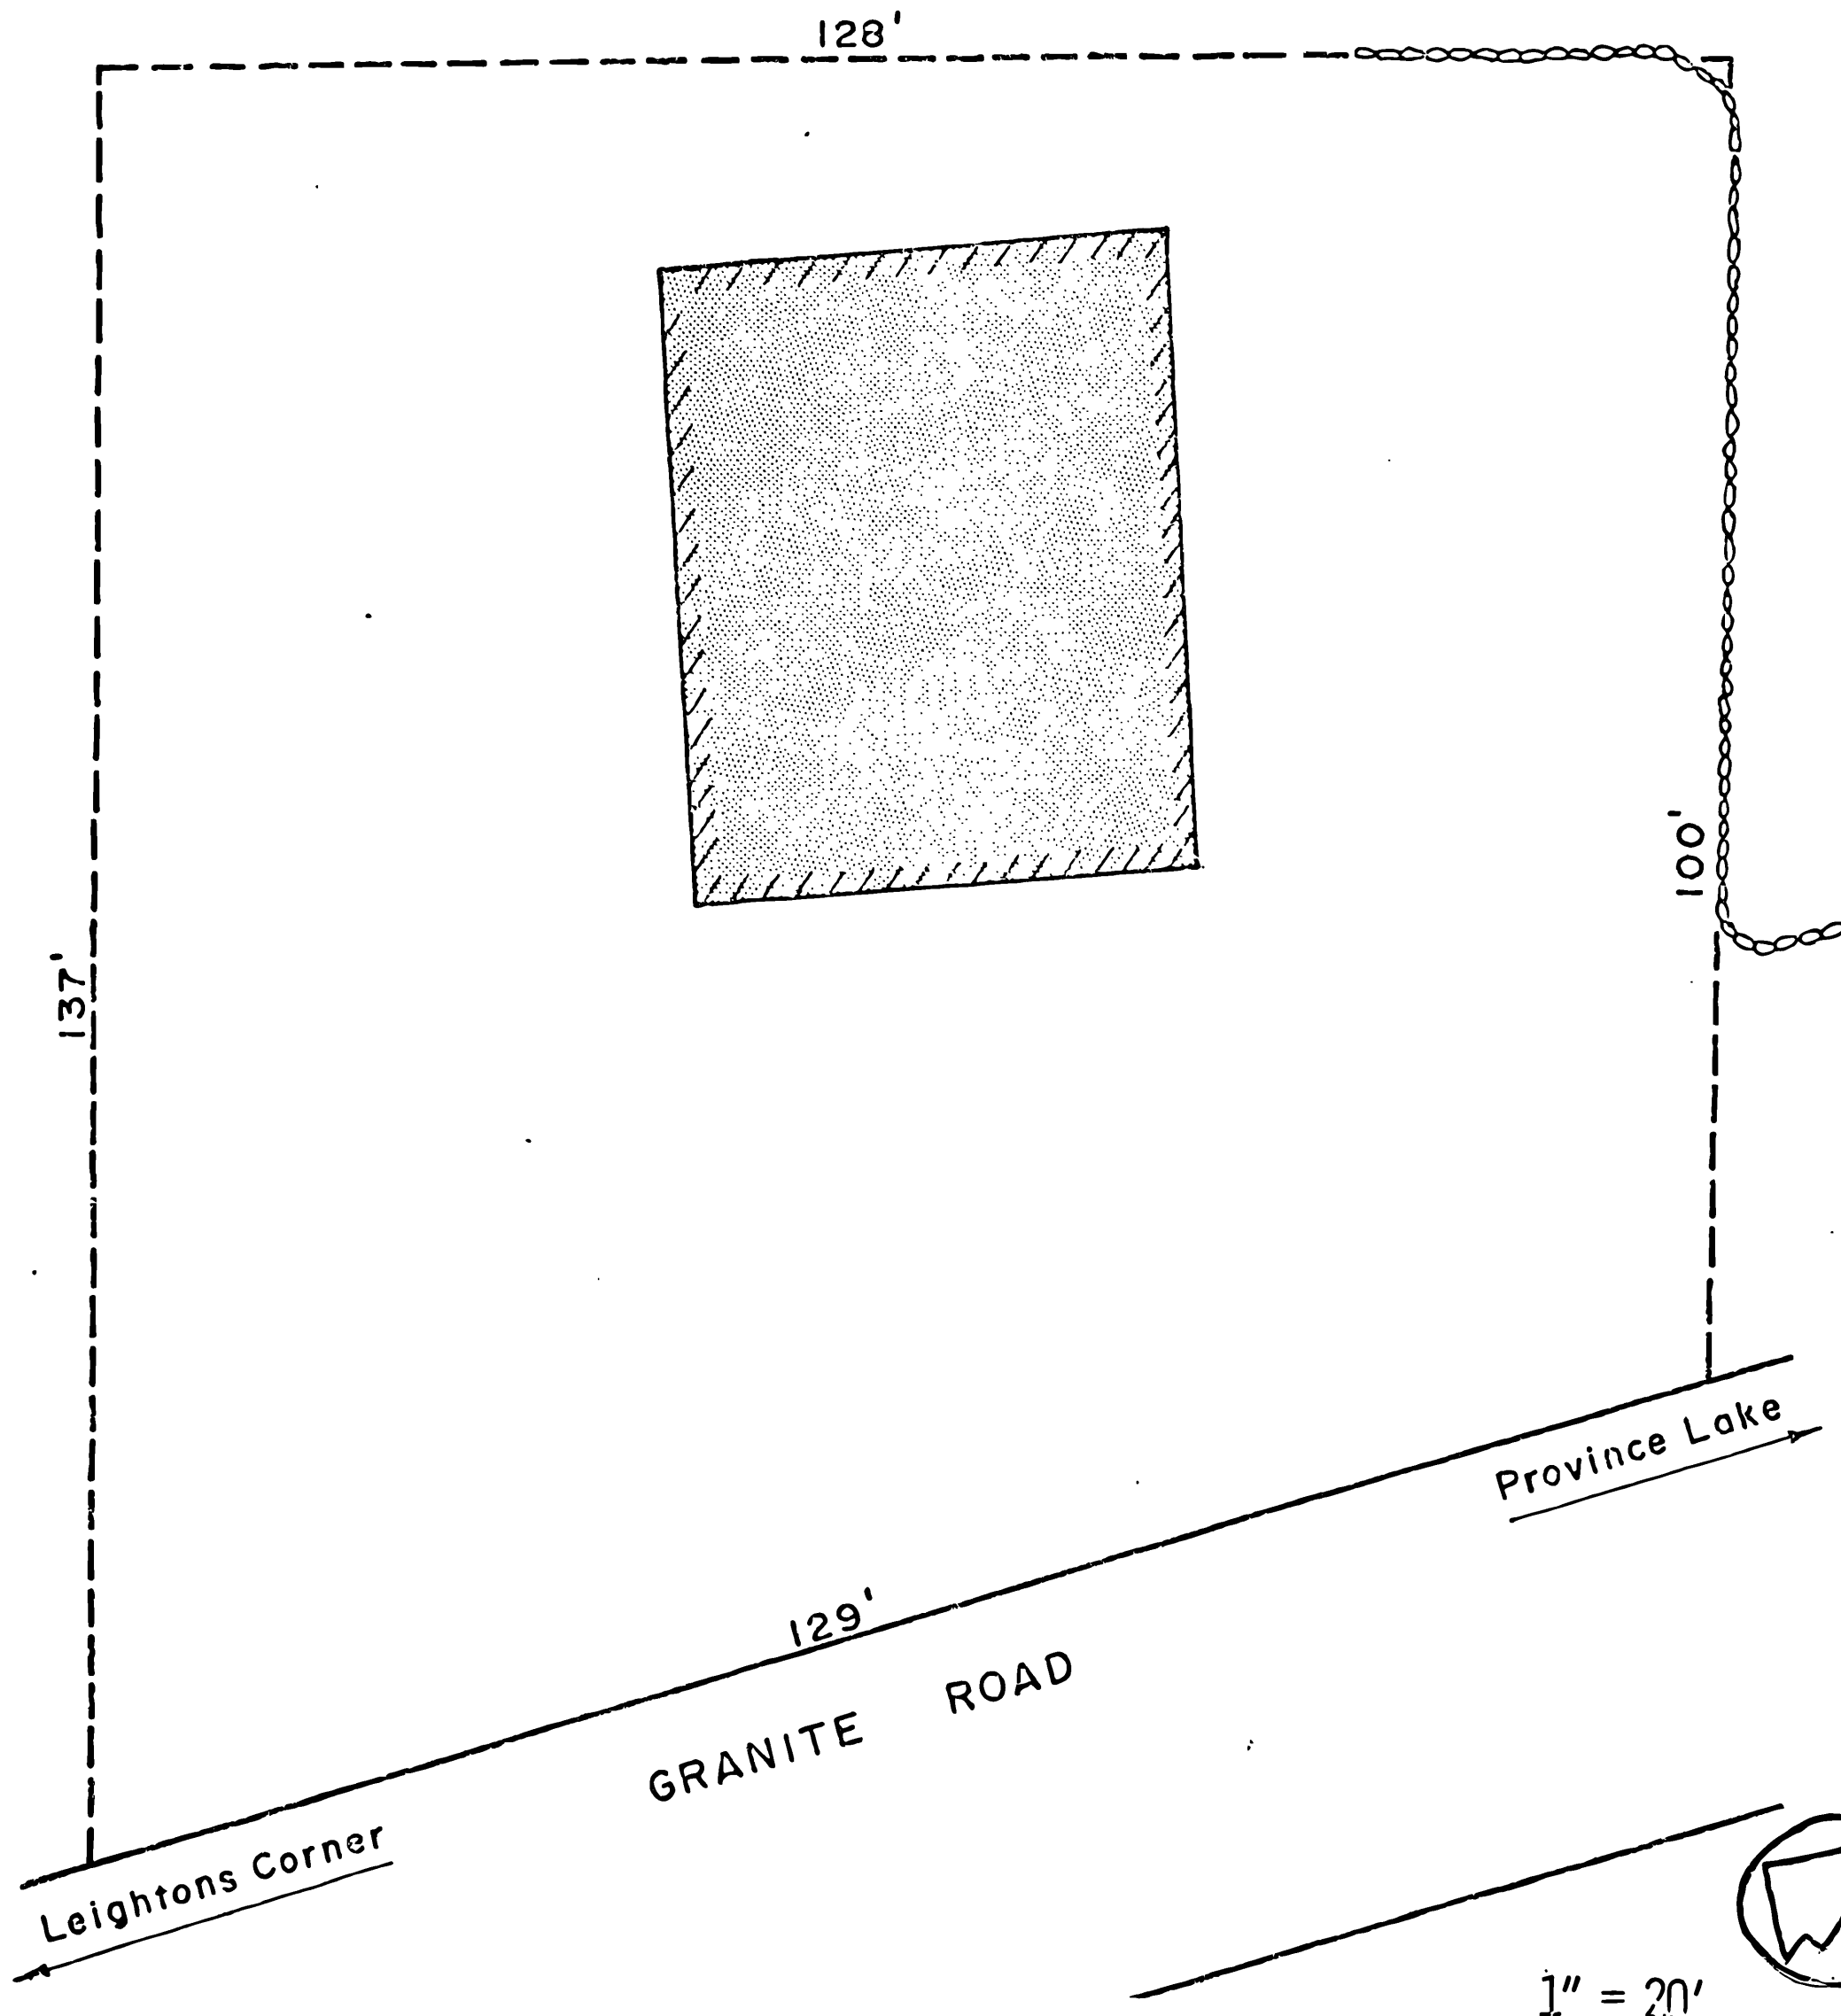 128'
137'
100'
Province Lake
129'
GRANITE ROAD
Leightons Corner
1" = 20'